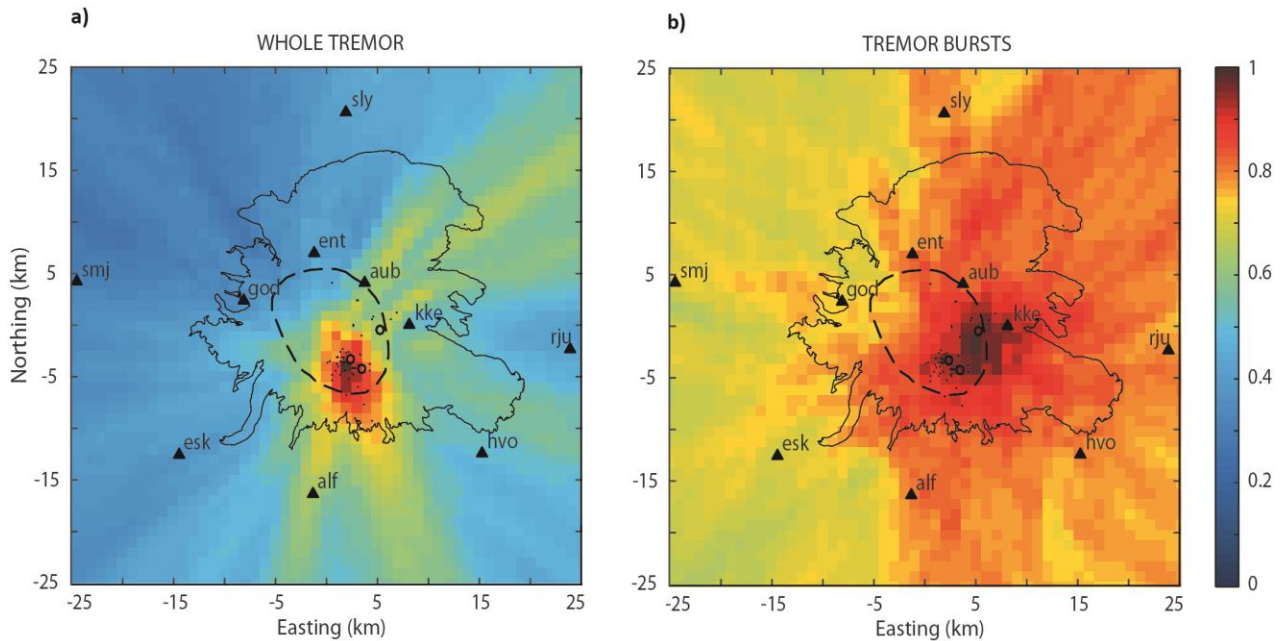 a)
WHOLE TREMOR
25
15
5
-5
-15
-25
Northing (km)
-25
-15
-5
5
15
25
Easting (km)
sly
ent
aub
smj
god
kke
rju
esk
hvo
alf
b)
TREMOR BURSTS
25
15
5
-5
-15
-25
-25
-15
-5
5
15
25
Easting (km)
sly
ent
aub
smj
god
kke
rju
esk
hvo
alf
1
0.8
0.6
0.4
0.2
0